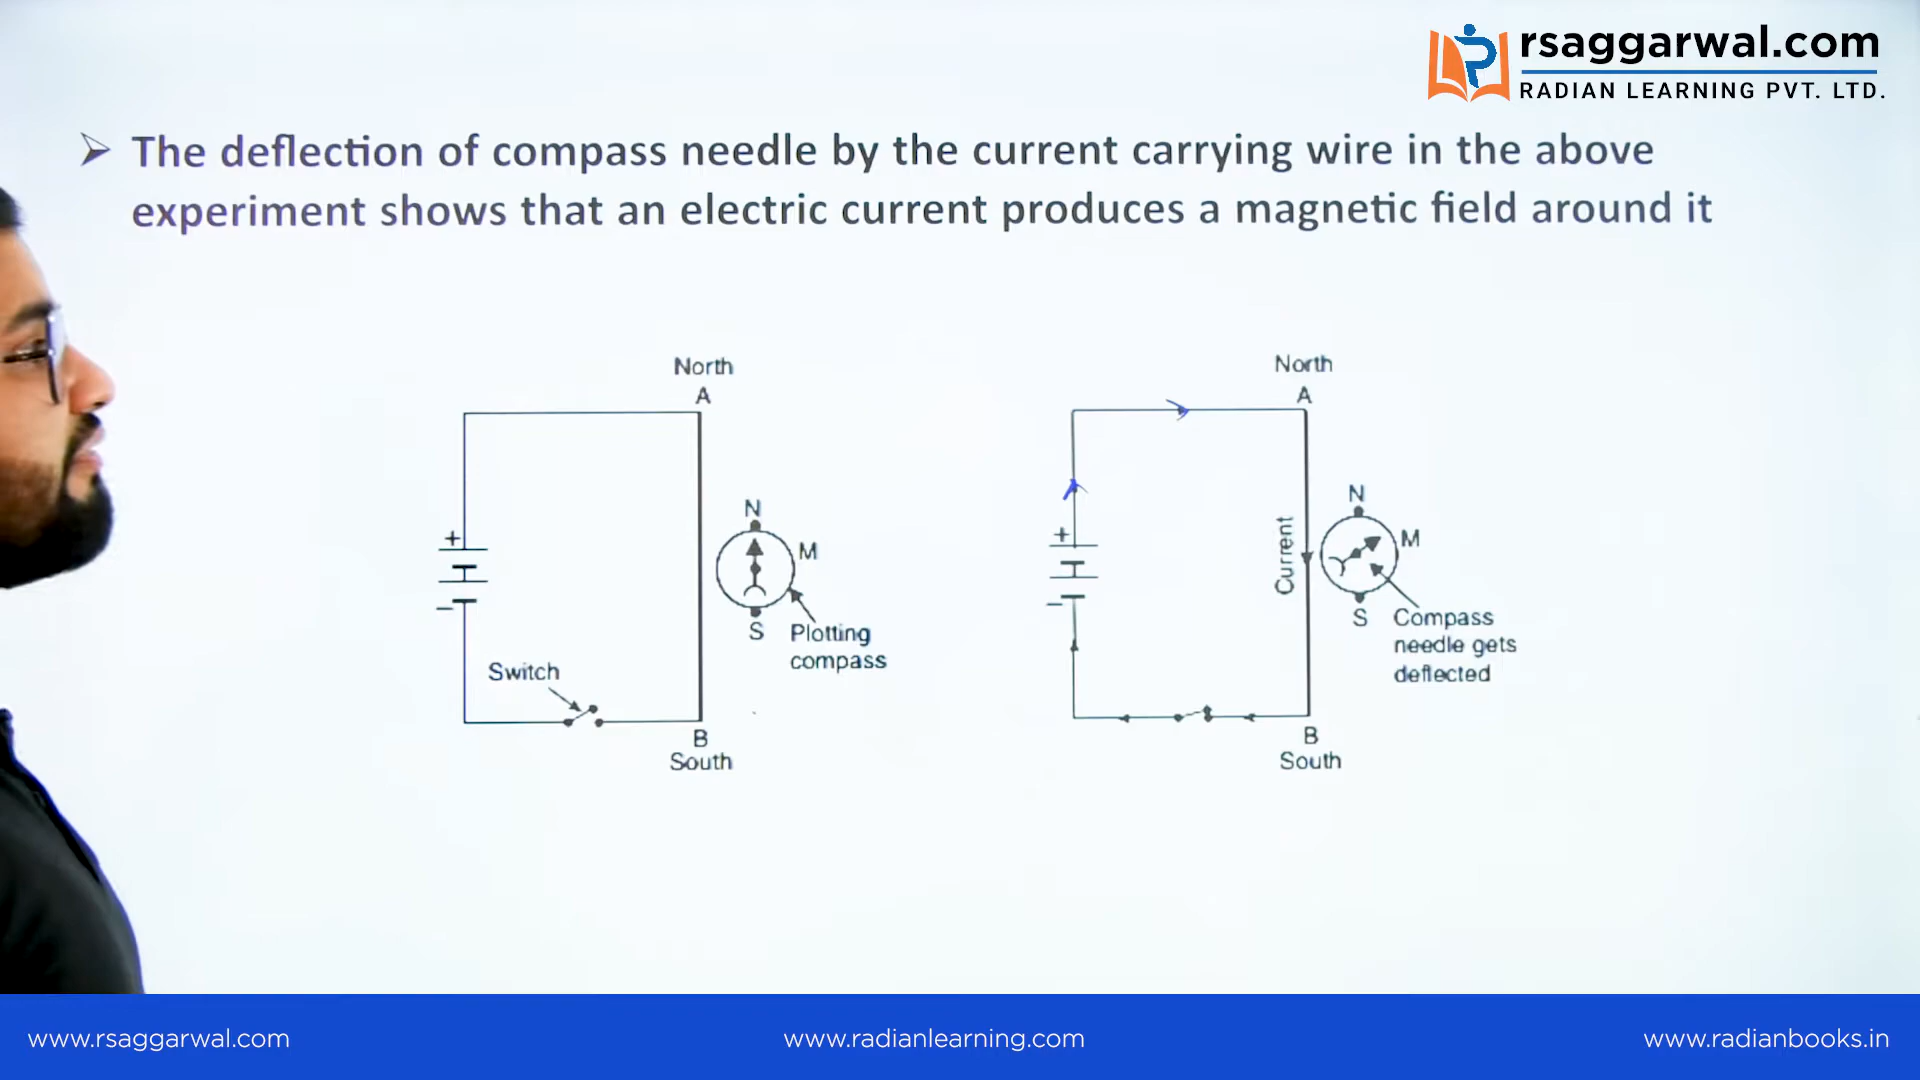 rsaggarwal.com
RADIAN LEARNING PVT. LTD.
➢ The deflection of compass needle by the current carrying wire in the above
experiment shows that an electric current produces a magnetic field around it
North
A
+
N
M
S
Plotting
compass
−
Switch
B
South
North
A
+
Current
N
M
S
Compass
needle gets
deflected
−
B
South
www.rsaggarwal.com
www.radianlearning.com
www.radianbooks.in